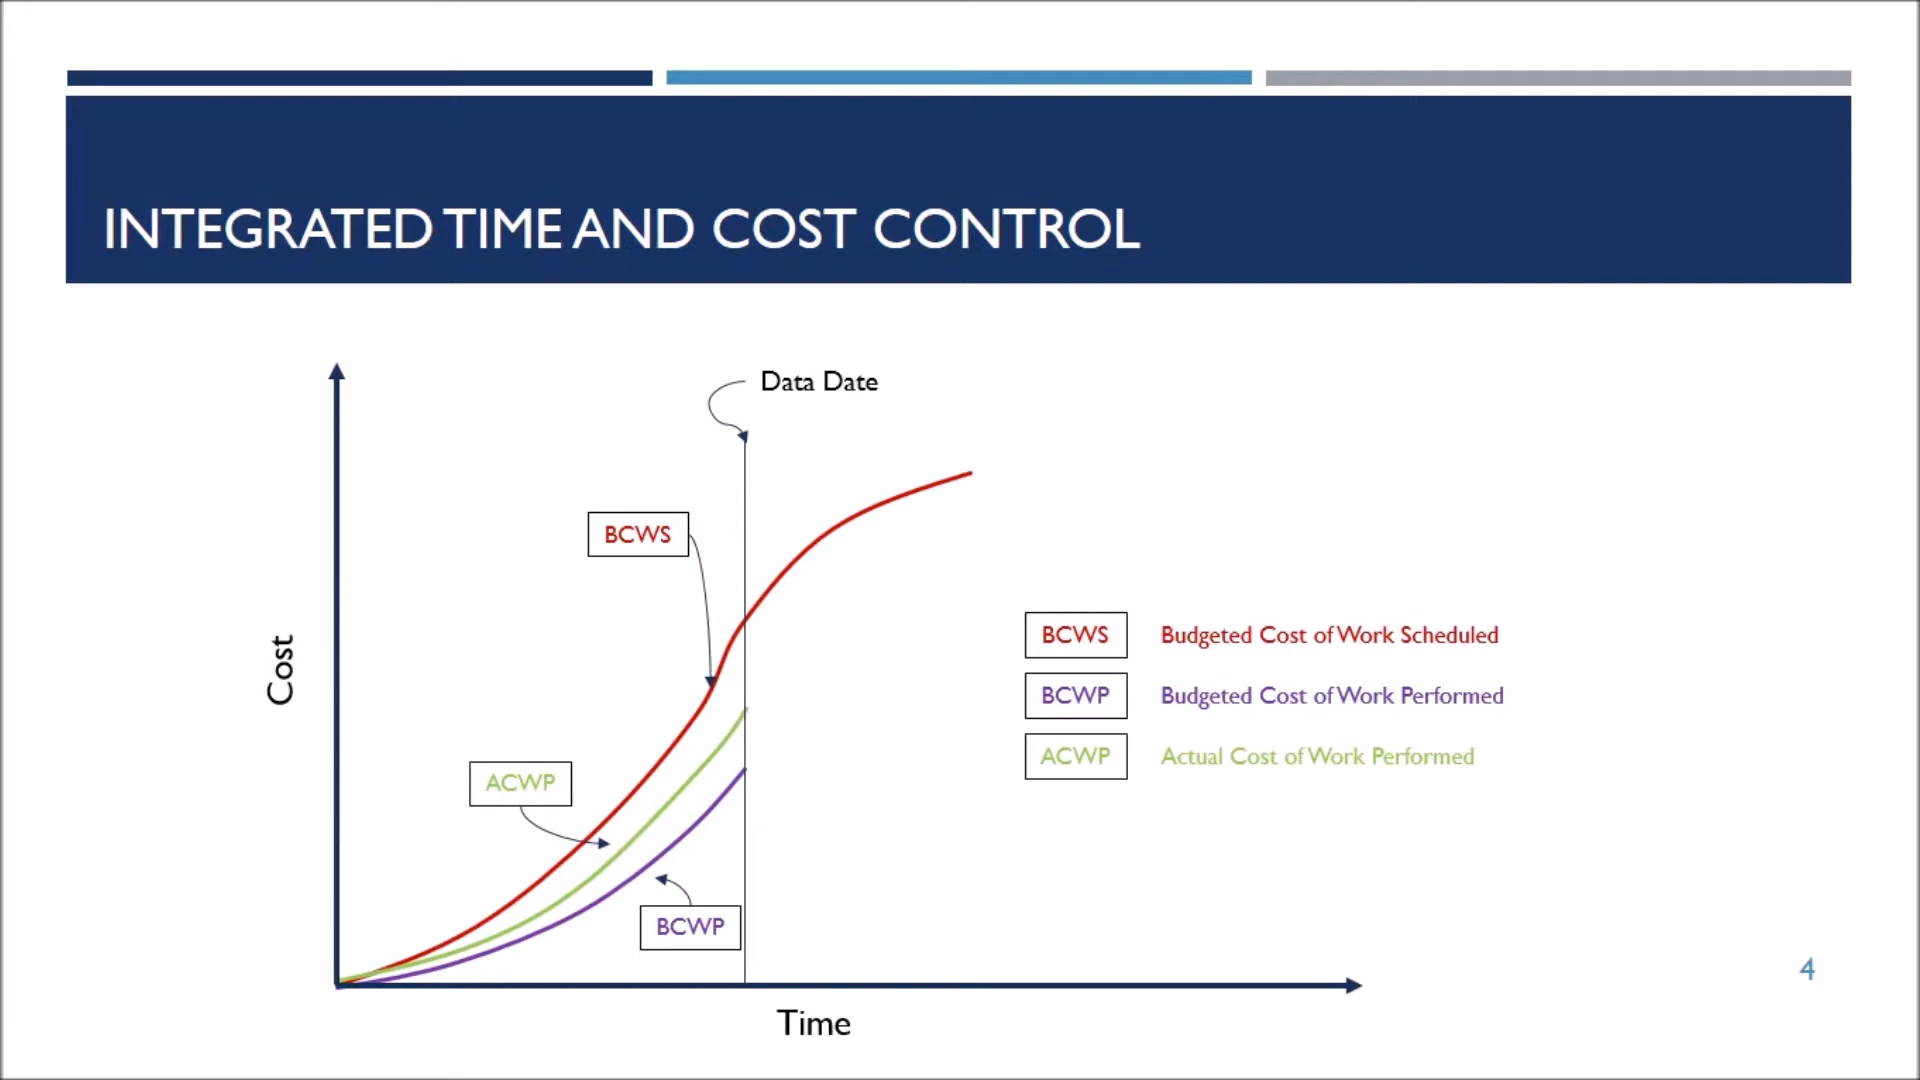 INTEGRATED TIME AND COST CONTROL
Data Date
BCWS
Cost
BCWS Budgeted Cost of Work Scheduled
BCWP Budgeted Cost of Work Performed
ACWP Actual Cost of Work Performed
ACWP
BCWP
4
Time